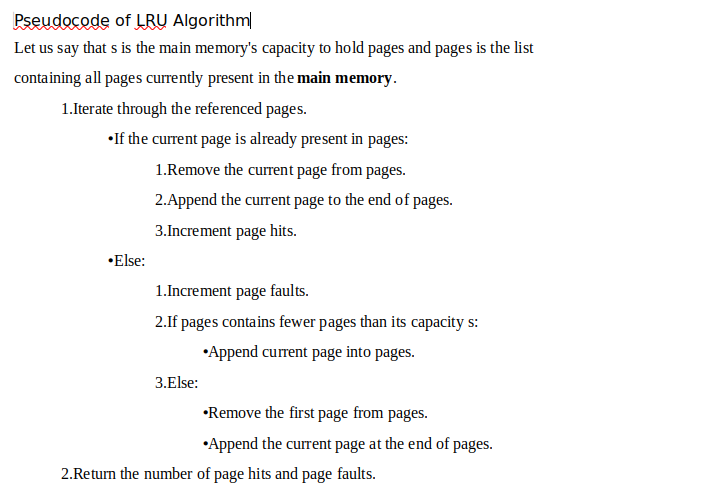 Pseudocode of LRU Algorithm
Let us say that s is the main memory's capacity to hold pages and pages is the list
containing all pages currently present in the main memory.
1.Iterate through the referenced pages.
•If the current page is already present in pages:
1.Remove the current page from pages.
2.Append the current page to the end of pages.
3.Increment page hits.
•Else:
1.Increment page faults.
2.If pages contains fewer pages than its capacity s:
•Append current page into pages.
3.Else:
•Remove the first page from pages.
•Append the current page at the end of pages.
2.Return the number of page hits and page faults.